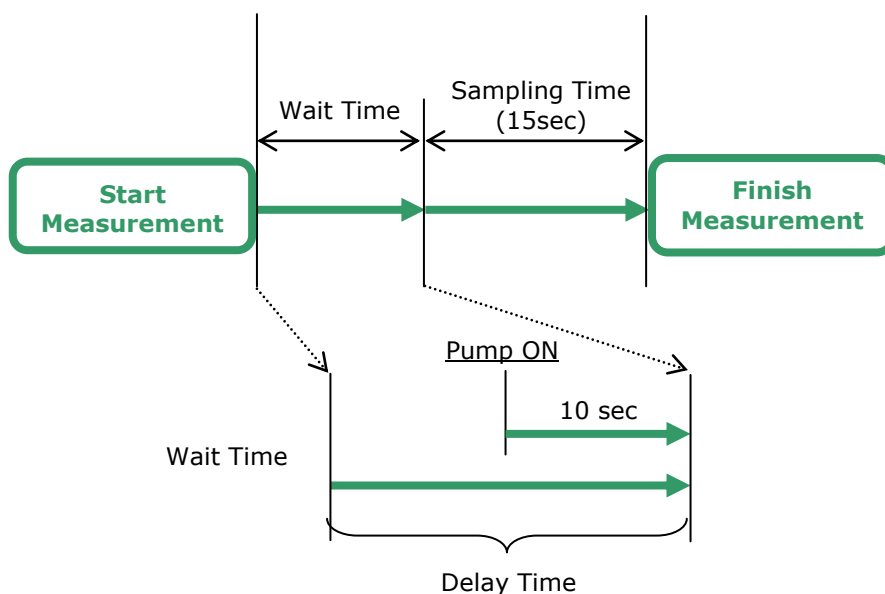 Wait Time
Sampling Time
(15sec)
Start
Measurement
Finish
Measurement
Pump ON
10 sec
Wait Time
Delay Time